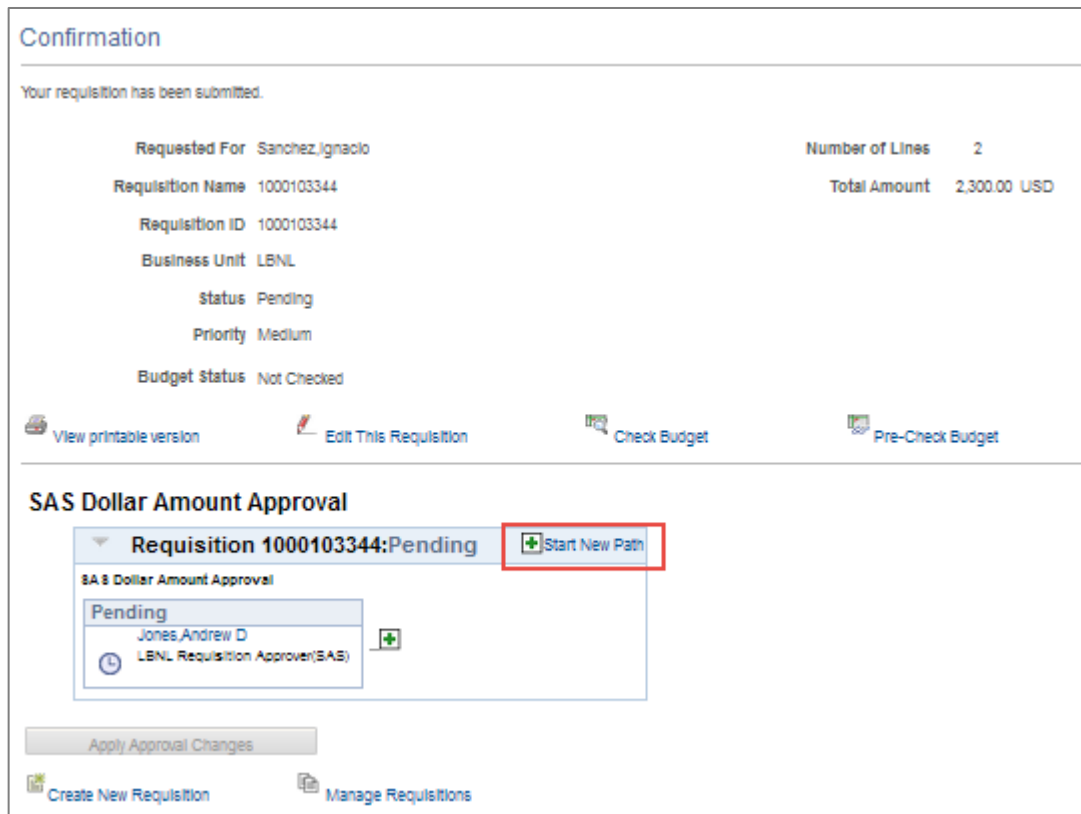 Confirmation
Your requisition has been submitted.
Requested For Sanchez,Ignacio Number of Lines 2
Requisition Name 1000103344 Total Amount 2,300.00 USD
Requisition ID 1000103344
Business Unit LBNL
Status Pending
Priority Medium
Budget Status Not Checked
View printable version Edit This Requisition Check Budget Pre-Check Budget
SAS Dollar Amount Approval
Requisition 1000103344:Pending Start New Path
SAS Dollar Amount Approval
Pending
Jones,Andrew D
LBNL Requisition Approver(SAS)
Apply Approval Changes
Create New Requisition Manage Requisitions